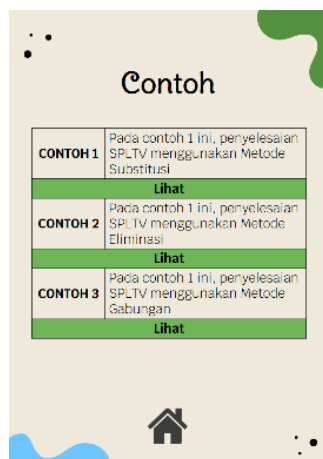 Contoh
CONTOH 1
Pada contoh 1 ini, penyelesaian
SPLTV menggunakan Metode
Substitusi
Lihat
CONTOH 2
Pada contoh 1 ini, penyelesaian
SPLTV menggunakan Metode
Eliminasi
Lihat
CONTOH 3
Pada contoh 1 ini, penyelesaian
SPLTV menggunakan Metode
Gabungan
Lihat